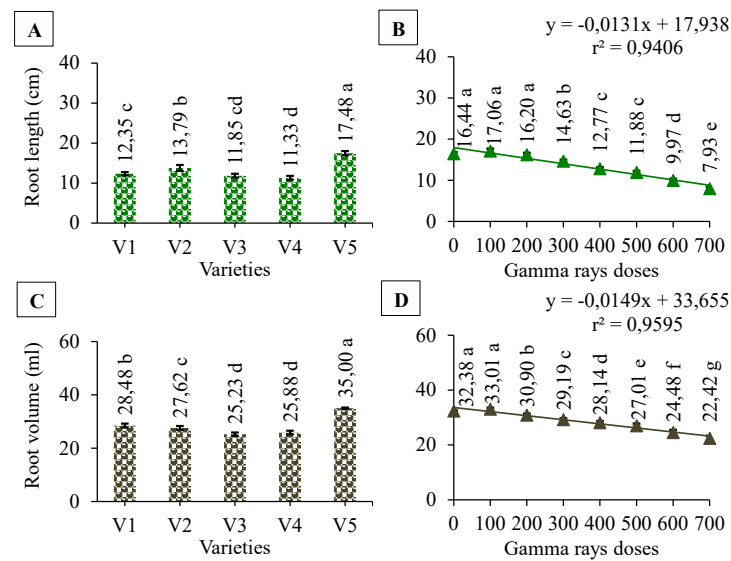 A
Root length (cm)
40
30
20
10
0
12,35 c
13,79 b
11,85 cd
11,33 d
17,48 a
V1 V2 V3 V4 V5
Varieties
B
y = -0,0131x + 17,938
r² = 0,9406
40
30
20
10
0
16,44 a
17,06 a
16,20 a
14,63 b
12,77 c
11,88 c
9,97 d
7,93 e
0 100 200 300 400 500 600 700
Gamma rays doses
C
Root volume (ml)
60
40
20
0
28,48 b
27,62 c
25,23 d
25,88 d
35,00 a
V1 V2 V3 V4 V5
Varieties
D
y = -0,0149x + 33,655
r² = 0,9595
60
40
20
0
32,38 a
33,01 a
30,90 b
29,19 c
28,14 d
27,01 e
24,48 f
22,42 g
0 100 200 300 400 500 600 700
Gamma rays doses